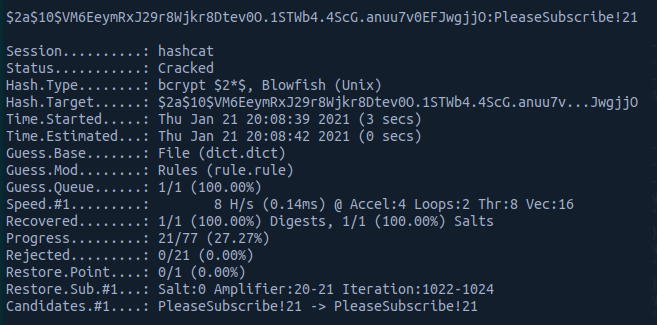 $2a$10$VM6EeymRxJ29r8Wjkr8Dtev0O.1STWb4.4ScG.anuu7v0EFJwgjjO:PleaseSubscribe!21
Session..........: hashcat
Status...........: Cracked
Hash.Type........: bcrypt $2*$, Blowfish (Unix)
Hash.Target......: $2a$10$VM6EeymRxJ29r8Wjkr8Dtev0O.1STWb4.4ScG.anuu7v...JwgjjO
Time.Started.....: Thu Jan 21 20:08:39 2021 (3 secs)
Time.Estimated...: Thu Jan 21 20:08:42 2021 (0 secs)
Guess.Base.......: File (dict.dict)
Guess.Mod........: Rules (rule.rule)
Guess.Queue......: 1/1 (100.00%)
Speed.#1.........:        8 H/s (0.14ms) @ Accel:4 Loops:2 Thr:8 Vec:16
Recovered........: 1/1 (100.00%) Digests, 1/1 (100.00%) Salts
Progress.........: 21/77 (27.27%)
Rejected.........: 0/21 (0.00%)
Restore.Point....: 0/1 (0.00%)
Restore.Sub.#1...: Salt:0 Amplifier:20-21 Iteration:1022-1024
Candidates.#1....: PleaseSubscribe!21 -> PleaseSubscribe!21